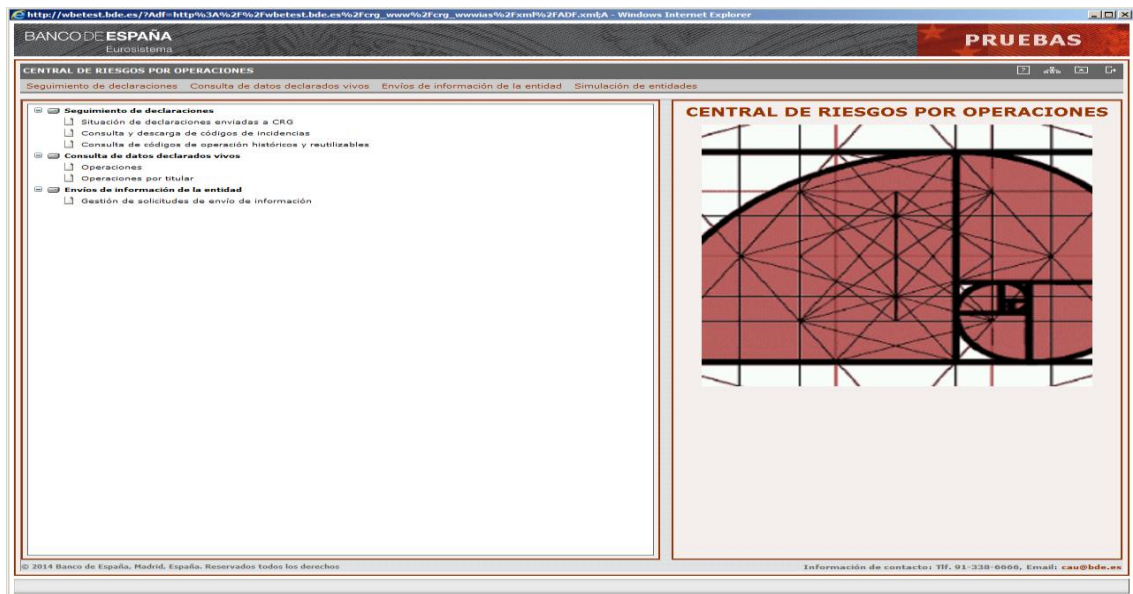 http://wbetest.bde.es/?Adf=http%3A%2F%2Fwbetest.bde.es%2Fcrg_www%2Fcrg_wwwias%2Fxml%2FADF.xml;A - Windows Internet Explorer
BANCO DE ESPAÑA
Eurosistema
PRUEBAS
CENTRAL DE RIESGOS POR OPERACIONES
Seguimiento de declaraciones Consulta de datos declarados vivos Envíos de información de la entidad Simulación de entidades
Seguimiento de declaraciones
Situación de declaraciones enviadas a CRG
Consulta y descarga de códigos de incidencias
Consulta de códigos de operación históricos y reutilizables
Consulta de datos declarados vivos
Operaciones
Operaciones por titular
Envíos de información de la entidad
Gestión de solicitudes de envío de información
CENTRAL DE RIESGOS POR OPERACIONES
© 2014 Banco de España, Madrid, España. Reservados todos los derechos
Información de contacto: Tlf. 91-338-6666, Email: cau@bde.es